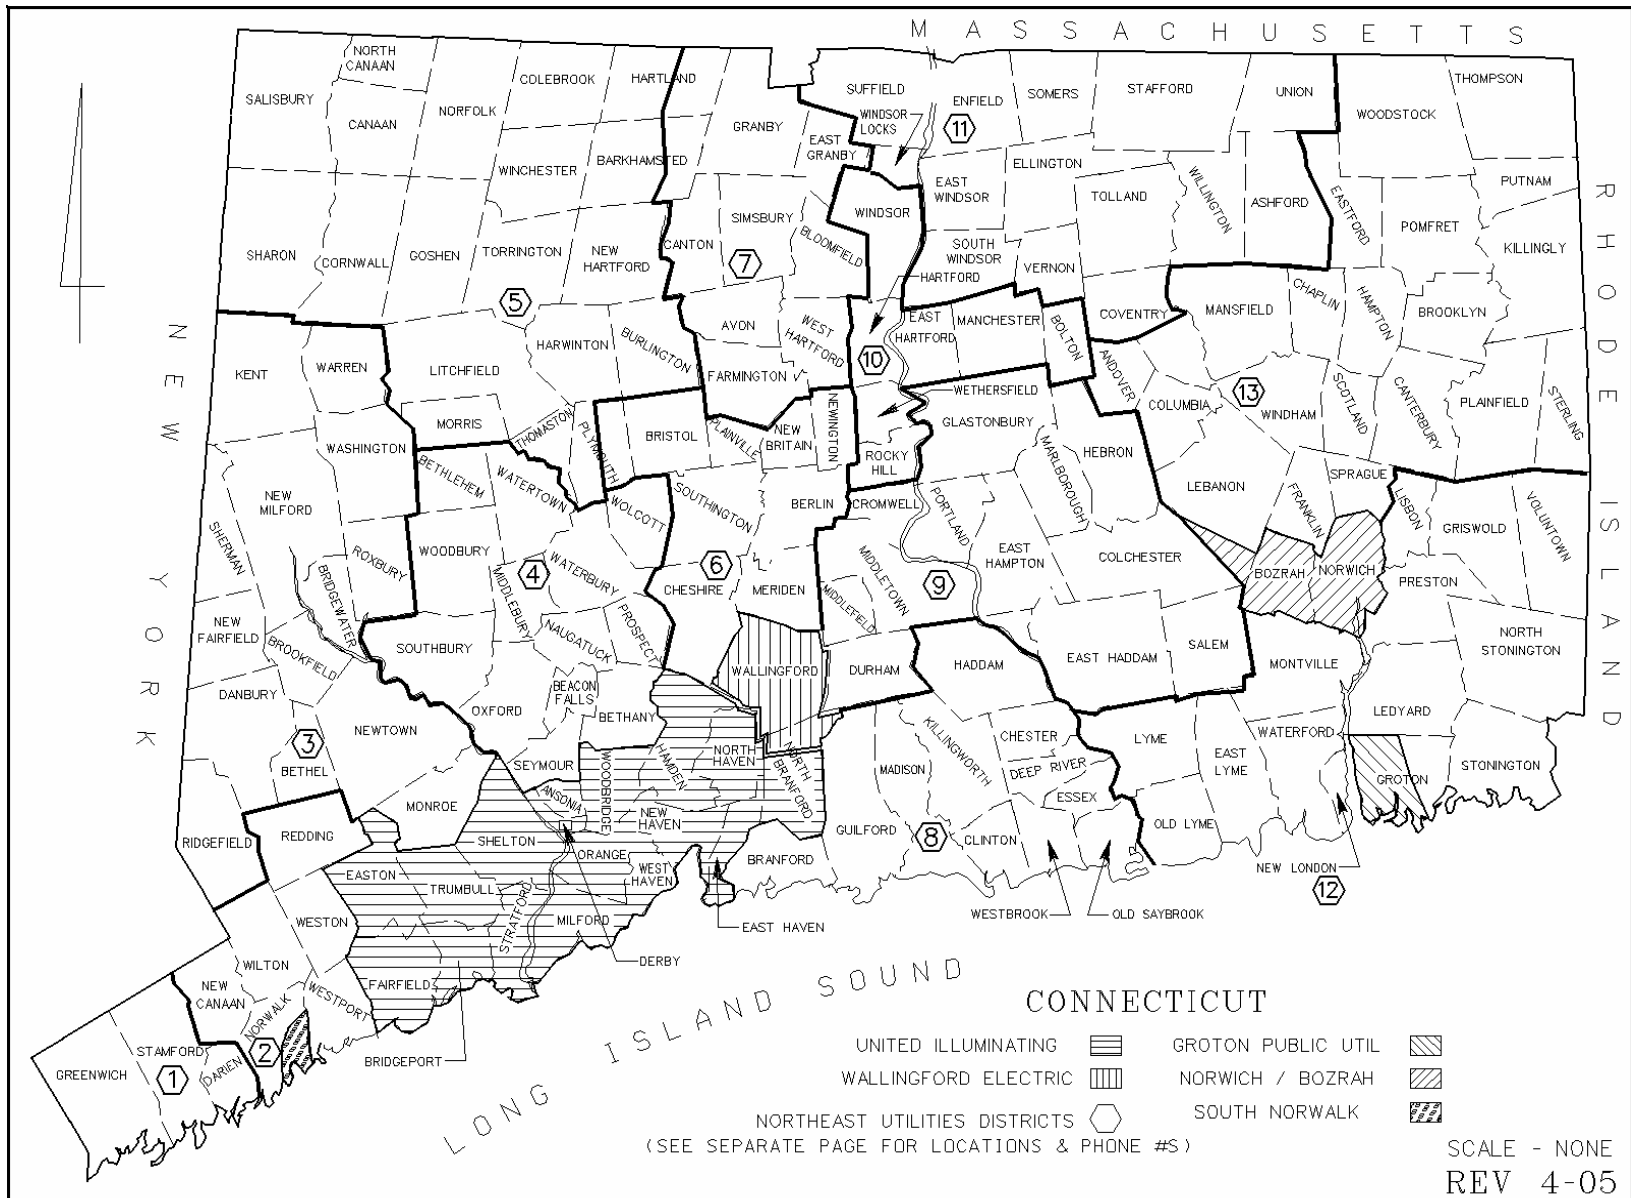 MASSACHUSETTS
NORTH
CANAAN
COLEBROOK
HARTLAND
SALISBURY
CANAAN
NORFOLK
SUFFIELD
WINDSOR
LOCKS
ENFIELD
11
SOMERS
STAFFORD
UNION
THOMPSON
WOODSTOCK
GRANBY
EAST
GRANBY
WINCHESTER
BARKHAMSTED
EAST
WINDSOR
ELLINGTON
TOLLAND
WILLINGTON
ASHFORD
EASTFORD
PUTNAM
POMFRET
KILLINGLY
RHODE ISLAND
SHARON
CORNWALL
GOSHEN
TORRINGTON
NEW
HARTFORD
CANTON
SIMSBURY
7
BLOOMFIELD
WINDSOR
SOUTH
WINDSOR
HARTFORD
VERNON
5
NEW YORK
KENT
WARREN
LITCHFIELD
HARWINTON
BURLINGTON
AVON
WEST
HARTFORD
FARMINGTON
10
EAST
HARTFORD
MANCHESTER
BOLTON
COVENTRY
ANDOVER
MANSFIELD
CHAPLIN
HAMPTON
BROOKLYN
COLUMBIA
13
WINDHAM
SCOTLAND
CANTERBURY
PLAINFIELD
STERLING
WASHINGTON
MORRIS
THOMASTON
PLYMOUTH
BRISTOL
PLAINVILLE
NEW
BRITAIN
NEWINGTON
WETHERSFIELD
GLASTONBURY
ROCKY
HILL
MARLBOROUGH
HEBRON
LEBANON
FRANKLIN
SPRAGUE
LISBON
GRISWOLD
VOLUNTOWN
NEW
MILFORD
SHERMAN
BETHLEHEM
WATERTOWN
WOLCOTT
SOUTHINGTON
BERLIN
CROMWELL
PORTLAND
EAST
HAMPTON
COLCHESTER
BOZRAH
NORWICH
PRESTON
ROXBURY
BRIDGEWATER
WOODBURY
4
MIDDLEBURY
WATERBURY
NAUGATUCK
PROSPECT
6
CHESHIRE
MERIDEN
MIDDLETOWN
MIDDLEFIELD
9
NEW
FAIRFIELD
BROOKFIELD
SOUTHBURY
WALLINGFORD
DURHAM
HADDAM
EAST HADDAM
SALEM
MONTVILLE
NORTH
STONINGTON
DANBURY
BEACON
FALLS
OXFORD
BETHANY
3
BETHEL
NEWTOWN
LEDYARD
SEYMOUR
WOODBRIDGE
HAMDEN
NORTH
HAVEN
NORTH
BRANFORD
MADISON
KILLINGWORTH
CHESTER
DEEP RIVER
ESSEX
LYME
EAST
LYME
WATERFORD
GROTON
STONINGTON
RIDGEFIELD
REDDING
MONROE
ANSONIA
SHELTON
NEW
HAVEN
ORANGE
WEST
HAVEN
BRANFORD
GUILFORD
8
CLINTON
OLD LYME
NEW LONDON
12
EASTON
TRUMBULL
STRATFORD
MILFORD
EAST HAVEN
WESTBROOK
OLD SAYBROOK
WESTON
WILTON
DERBY
NEW
CANAAN
NORWALK
WESTPORT
FAIRFIELD
BRIDGEPORT
STAMFORD
GREENWICH
1
DARIEN
2
LONG ISLAND SOUND
CONNECTICUT
UNITED ILLUMINATING
GROTON PUBLIC UTIL
WALLINGFORD ELECTRIC
NORWICH / BOZRAH
NORTHEAST UTILITIES DISTRICTS
SOUTH NORWALK
(SEE SEPARATE PAGE FOR LOCATIONS & PHONE #S)
SCALE - NONE
REV 4-05